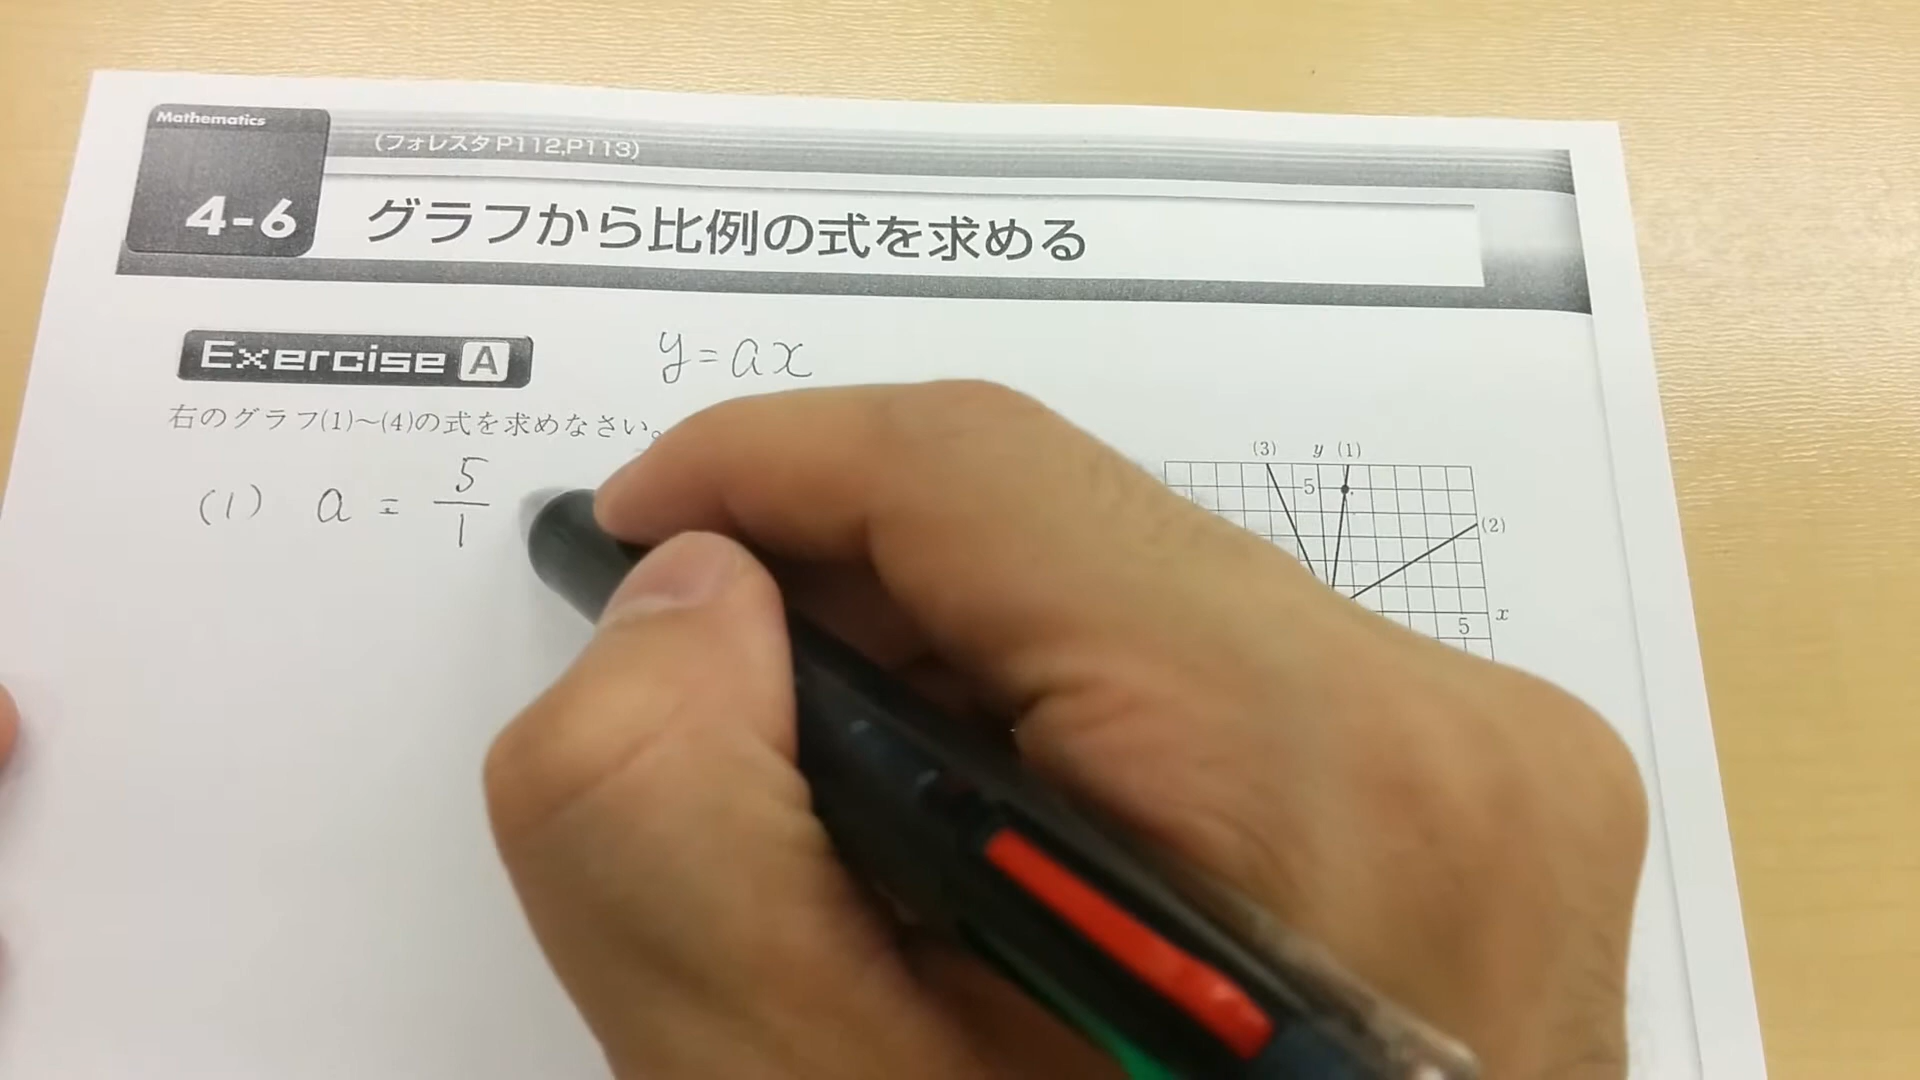 Mathematics
(フォレスタP112,P113)
4-6
グラフから比例の式を求める
Exercise A
y=ax
右のグラフ(1)～(4)の式を求めなさい。
(1) a = 5/1
(3) y (1)
5
(2)
x
5